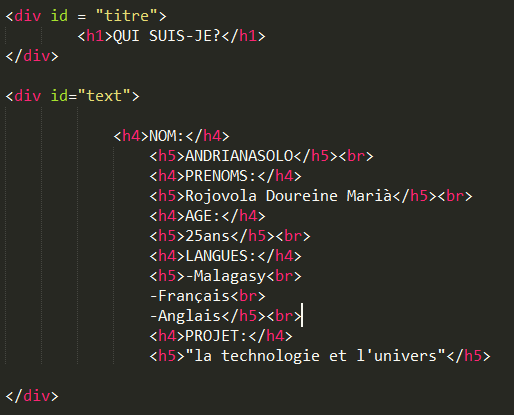 <div id = "titre">
<h1>QUI SUIS-JE?</h1>
</div>
<div id="text">
<h4>NOM:</h4>
<h5>ANDRIANASOLO</h5><br>
<h4>PRENOMS:</h4>
<h5>Rojovola Doureine Marià</h5><br>
<h4>AGE:</h4>
<h5>25ans</h5><br>
<h4>LANGUES:</h4>
<h5>-Malagasy<br>
-Français<br>
-Anglais</h5><br>
<h4>PROJET:</h4>
<h5>"la technologie et l'univers"</h5>
</div>